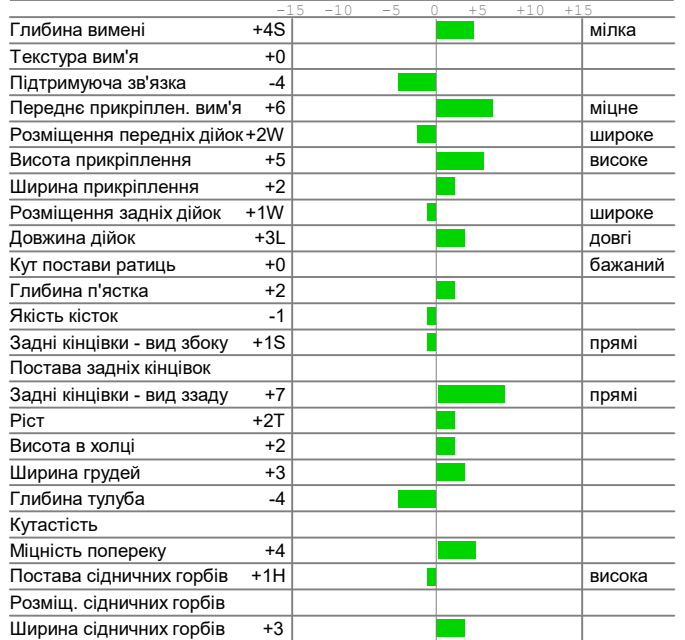 -15 -10 -5 0 +5 +10 +15
Глибина вимені +4S мілка
Текстура вим'я +0
Підтримуюча зв'язка -4
Переднє прикріплен. вим'я +6 міцне
Розміщення передніх дійок +2W широке
Висота прикріплення +5 високе
Ширина прикріплення +2
Розміщення задніх дійок +1W широке
Довжина дійок +3L довгі
Кут постави ратиць +0 бажаний
Глибина п'ястка +2
Якість кісток -1
Задні кінцівки - вид збоку +1S прямі
Постава задніх кінцівок
Задні кінцівки - вид ззаду +7 прямі
Ріст +2T
Висота в холці +2
Ширина грудей +3
Глибина тулуба -4
Кутастість
Міцність попереку +4
Постава сідничних горбів +1H висока
Розміщ. сідничних горбів
Ширина сідничних горбів +3